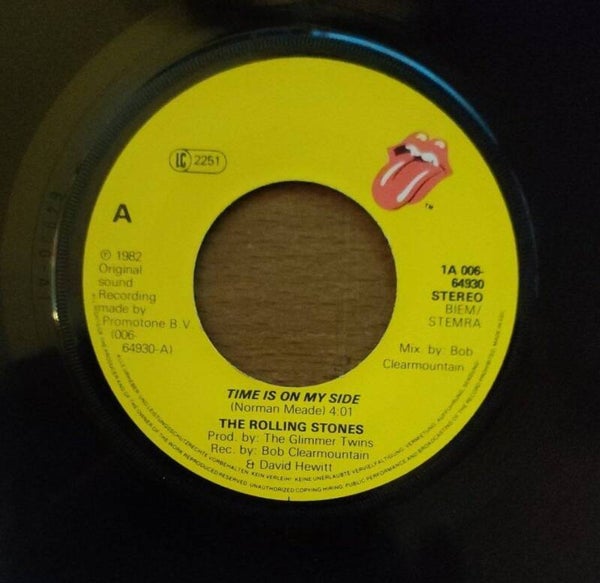 LC 2251
A
TM
℗ 1982
Original
sound
Recording
made by
Promotone B.V.
(006-
64930-A)
1A 006-
64930
STEREO
BIEM/
STEMRA
Mix by: Bob
Clearmountain
TIME IS ON MY SIDE
(Norman Meade) 4.01
THE ROLLING STONES
Prod. by: The Glimmer Twins
Rec. by: Bob Clearmountain
& David Hewitt